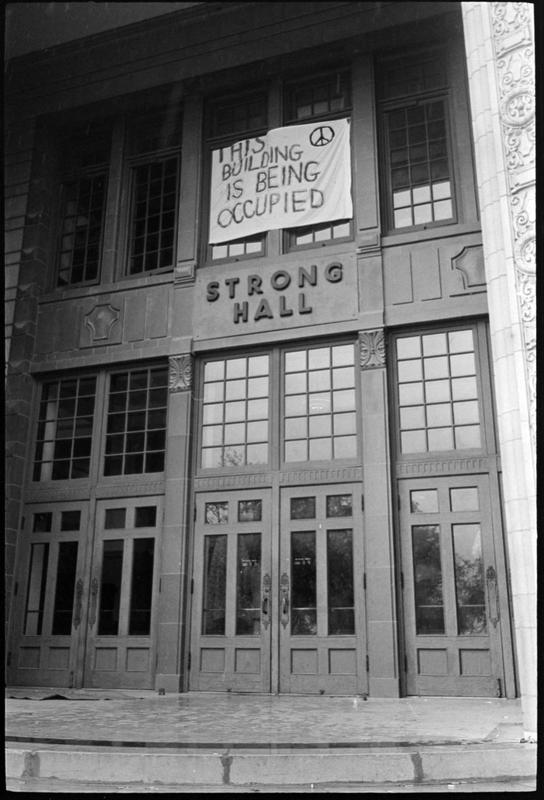 THIS
BUILDING
IS BEING
OCCUPIED
STRONG
HALL